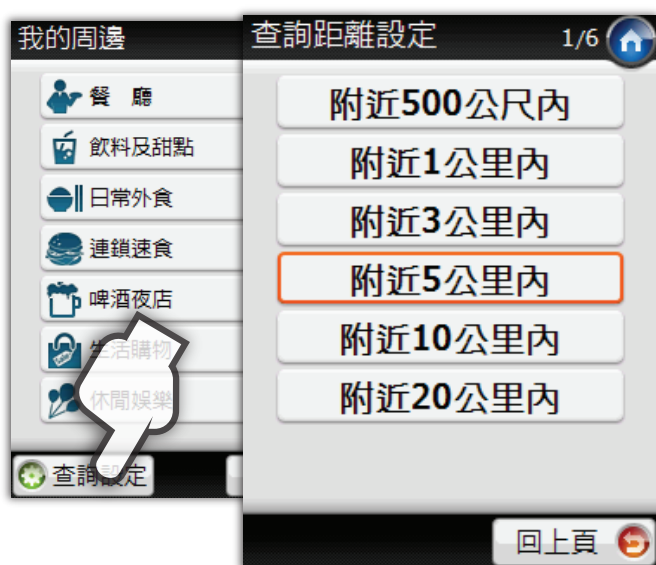 我的周邊
餐 廳
飲料及甜點
日常外食
連鎖速食
啤酒夜店
生活購物
休閒娛樂
查詢設定
查詢距離設定 1/6
附近500公尺內
附近1公里內
附近3公里內
附近5公里內
附近10公里內
附近20公里內
回上頁